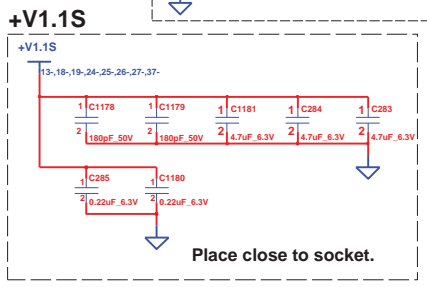 +V1.1S
+V1.1S
13-,18-,19-,24-,25-,26-,27-,37-
1 C1178 1 C1179 1 C1181 1 C284 1 C283
2 2 2 2 2
180pF_50V 180pF_50V 4.7uF_6.3V 4.7uF_6.3V 4.7uF_6.3V
1 C285 1 C1180
2 0.22uF_6.3V 2 0.22uF_6.3V
Place close to socket.